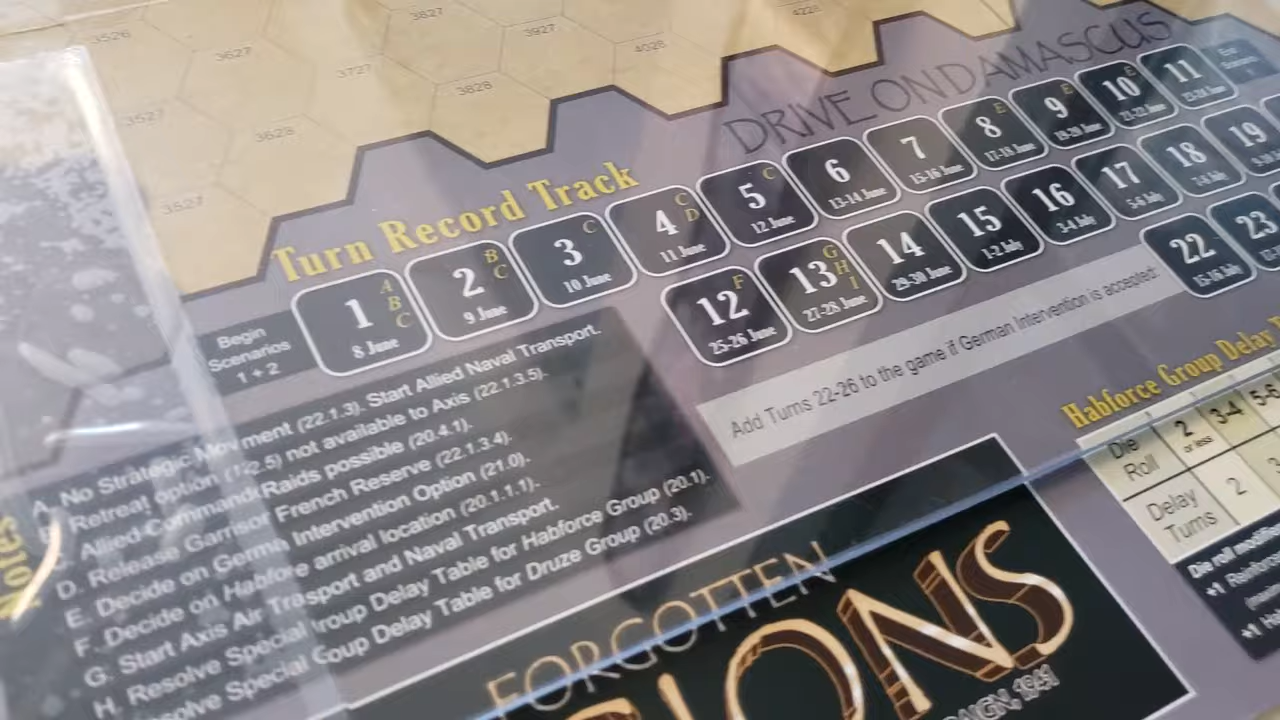 3827
3526
3627
3927
4228
3727
4028
3828
3527
3628
3527
DRIVE ON DAMASCUS
Turn Record Track
Begin
Scenarios
1 + 2
1
A
B
C
8 June
2
B
C
9 June
3
C
10 June
4
C
D
11 June
5
C
12 June
6
13-14 June
7
15-16 June
8
E
17-18 June
9
E
19-20 June
10
E
21-22 June
11
23-24 June
12
F
25-26 June
13
G
H
I
27-28 June
14
29-30 June
15
1-2 July
16
3-4 July
17
5-6 July
18
7-8 July
19
22
15-16 July
23
Add Turns 22-26 to the game if German Intervention is accepted:
Notes
A. No Strategic Movement (22.1.3). Start Allied Naval Transport.
Retreat option (12.2.5) not available to Axis (22.1.3.5).
Allied Commando Raids possible (20.4.1).
D. Release Garrison French Reserve (22.1.3.4).
E. Decide on German Intervention Option (21.0).
F. Decide on Habforce arrival location (20.1.1.1).
G. Start Axis Air Transport and Naval Transport.
H. Resolve Special Group Delay Table for Habforce Group (20.1).
Resolve Special Group Delay Table for Druze Group (20.3).
Habforce Group Delay
Die
Roll
2
or less
3-4
5-6
Delay
Turns
2
3
Die roll
+1
+1
FORGOTTEN
IONS
1941